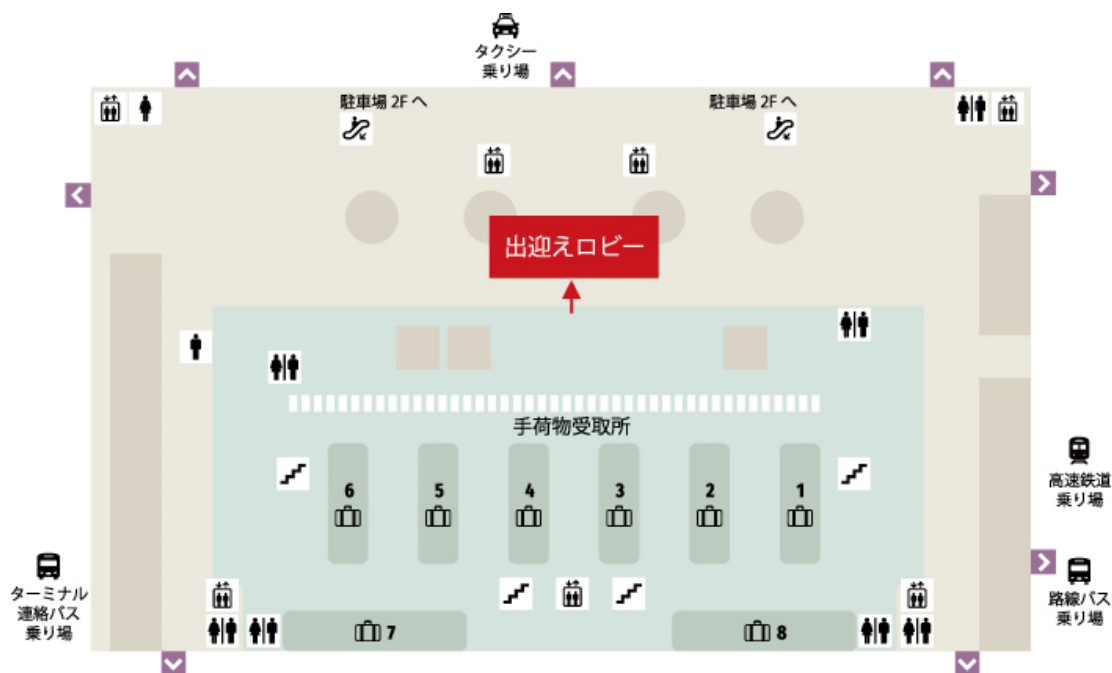 タクシー
乗り場
駐車場 2F へ
駐車場 2F へ
出迎えロビー
手荷物受取所
6
5
4
3
2
1
高速鉄道
乗り場
ターミナル
連絡バス
乗り場
路線バス
乗り場
7
8